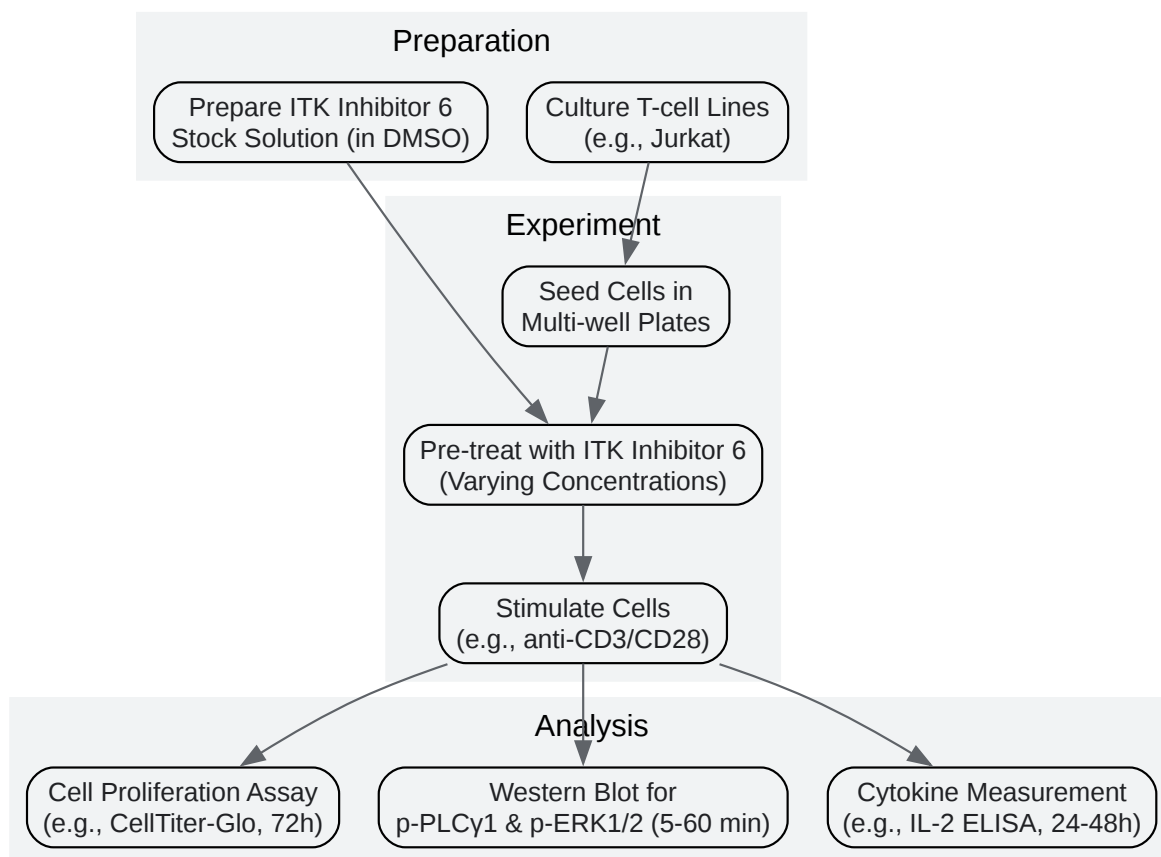 Preparation
Prepare ITK Inhibitor 6
Stock Solution (in DMSO)
Culture T-cell Lines
(e.g., Jurkat)
Experiment
Seed Cells in
Multi-well Plates
Pre-treat with ITK Inhibitor 6
(Varying Concentrations)
Stimulate Cells
(e.g., anti-CD3/CD28)
Analysis
Cell Proliferation Assay
(e.g., CellTiter-Glo, 72h)
Western Blot for
p-PLCγ1 & p-ERK1/2 (5-60 min)
Cytokine Measurement
(e.g., IL-2 ELISA, 24-48h)